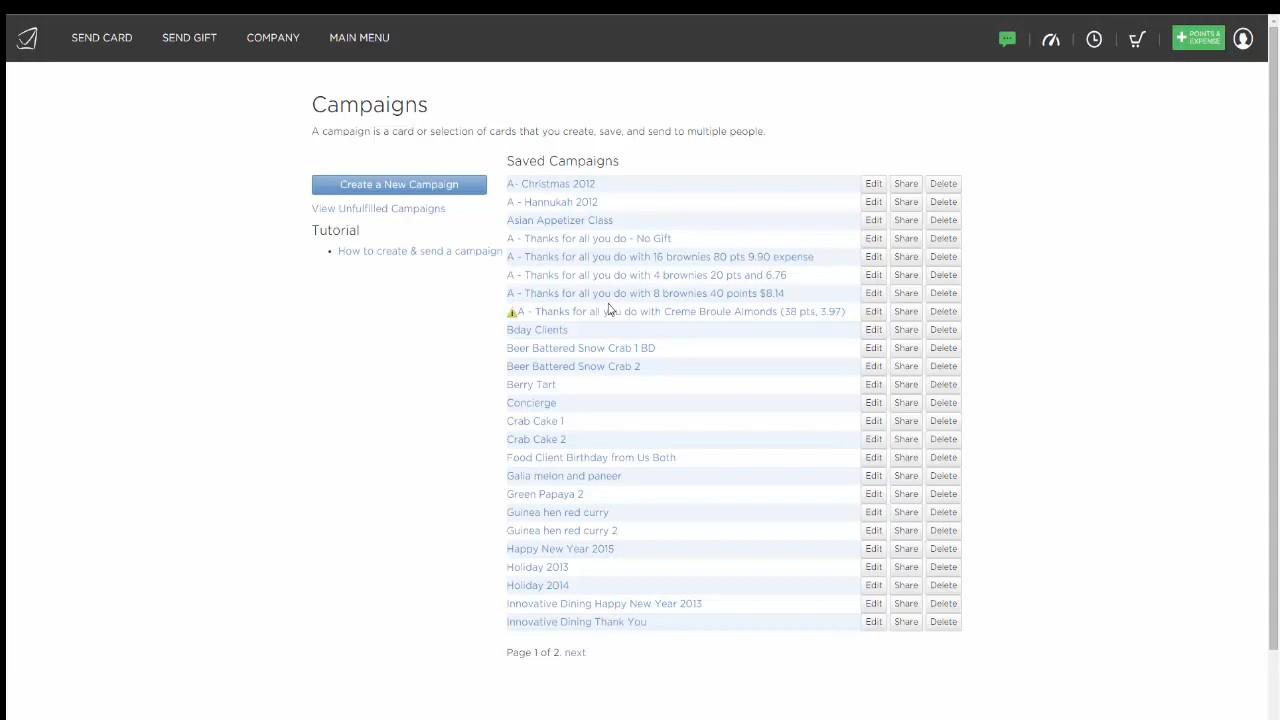 SEND CARD SEND GIFT COMPANY MAIN MENU + POINTS & EXPENSE
Campaigns
A campaign is a card or selection of cards that you create, save, and send to multiple people.
Saved Campaigns
Create a New Campaign
View Unfulfilled Campaigns
Tutorial
• How to create & send a campaign
A- Christmas 2012 Edit Share Delete
A - Hannukah 2012 Edit Share Delete
Asian Appetizer Class Edit Share Delete
A - Thanks for all you do - No Gift Edit Share Delete
A - Thanks for all you do with 16 brownies 80 pts 9.90 expense Edit Share Delete
A - Thanks for all you do with 4 brownies 20 pts and 6.76 Edit Share Delete
A - Thanks for all you do with 8 brownies 40 points $8.14 Edit Share Delete
A - Thanks for all you do with Creme Broule Almonds (38 pts, 3.97) Edit Share Delete
Bday Clients Edit Share Delete
Beer Battered Snow Crab 1 BD Edit Share Delete
Beer Battered Snow Crab 2 Edit Share Delete
Berry Tart Edit Share Delete
Concierge Edit Share Delete
Crab Cake 1 Edit Share Delete
Crab Cake 2 Edit Share Delete
Food Client Birthday from Us Both Edit Share Delete
Galia melon and paneer Edit Share Delete
Green Papaya 2 Edit Share Delete
Guinea hen red curry Edit Share Delete
Guinea hen red curry 2 Edit Share Delete
Happy New Year 2015 Edit Share Delete
Holiday 2013 Edit Share Delete
Holiday 2014 Edit Share Delete
Innovative Dining Happy New Year 2013 Edit Share Delete
Innovative Dining Thank You Edit Share Delete
Page 1 of 2. next